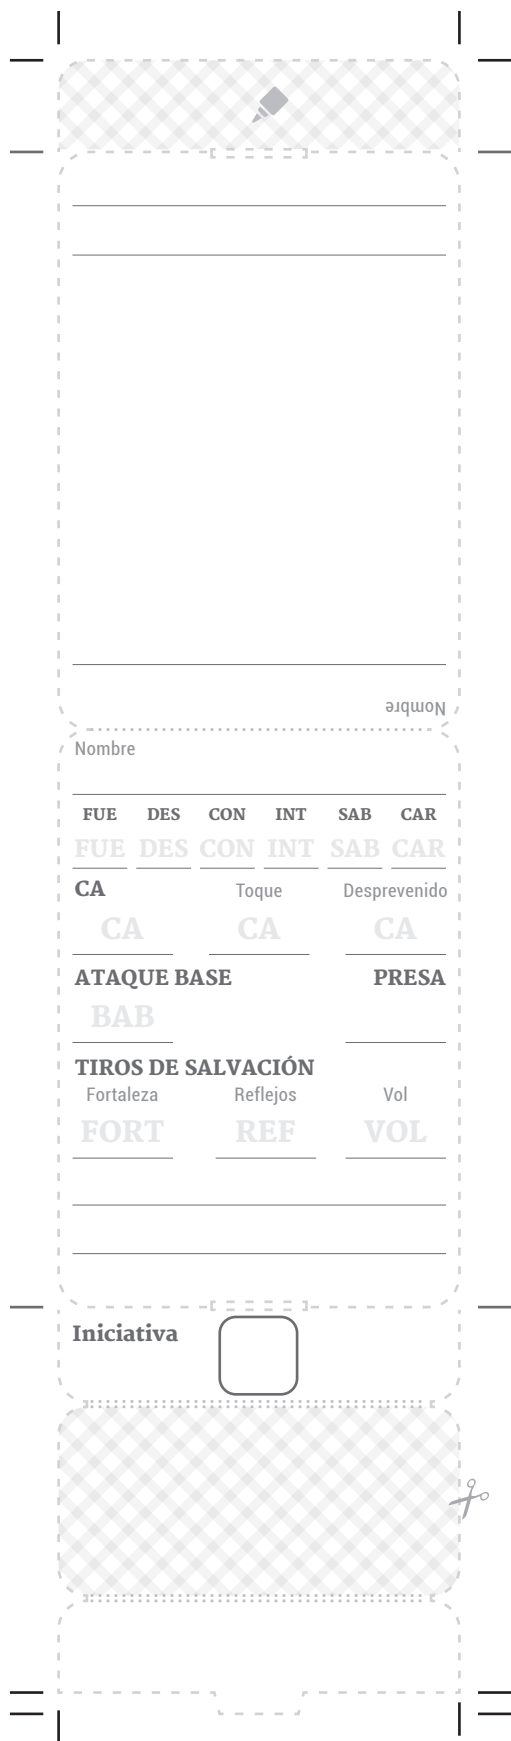 Nombre
Nombre
FUE DES CON INT SAB CAR
FUE DES CON INT SAB CAR
CA Toque Desprevenido
CA CA CA
ATAQUE BASE PRESA
BAB
TIROS DE SALVACIÓN
Fortaleza Reflejos Vol
FORT REF VOL
Iniciativa